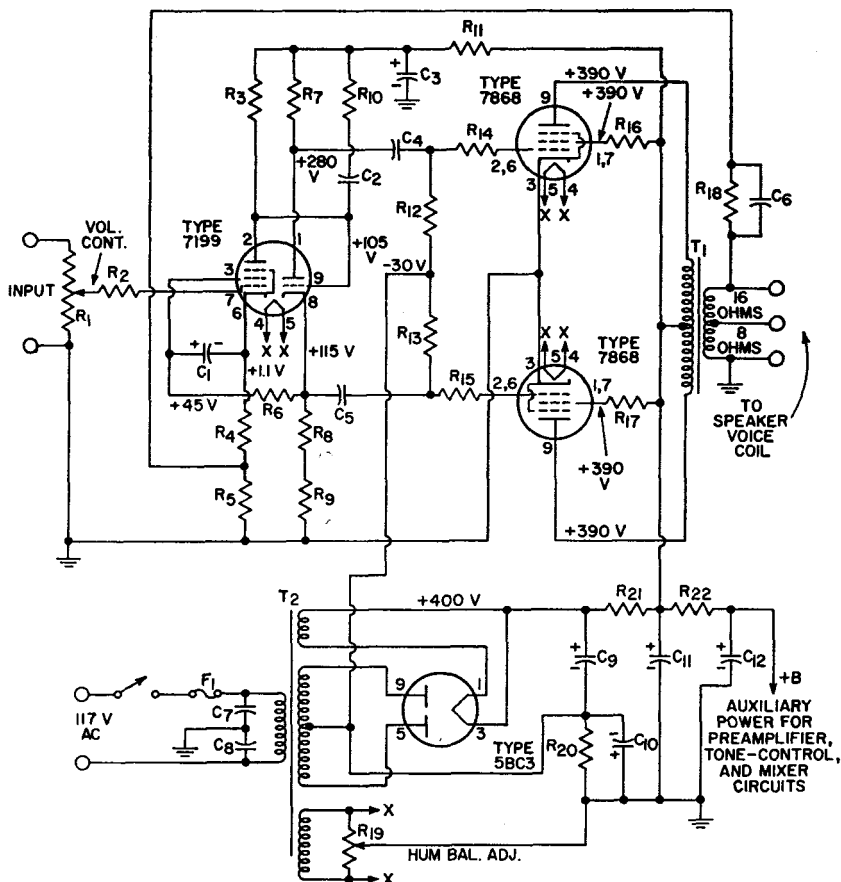 R11
TYPE
7868
+390 V
+390 V
R3
R7
R10
+
-
C3
9
R16
C4
R14
2,6
1,7
3
5
4
X X
+280
V
C2
R12
R18
C6
VOL.
CONT.
TYPE
7199
2
1
+105
V
-30 V
T1
INPUT
R2
3
7
6
9
8
4
5
X X
R1
16
OHMS
8
OHMS
R13
X X
TYPE
7868
+ -
C1
+1.1 V
+115 V
3
5
4
+45 V
R6
C5
R15
2,6
1,7
R17
9
TO
SPEAKER
VOICE
COIL
R4
R8
+390
V
R5
R9
+390 V
T2
+400 V
R21
R22
+
-
C9
+
-
C11
+
-
C12
+B
F1
9
1
117 V
AC
C7
5
3
C8
TYPE
5BC3
R20
-
+
C10
AUXILIARY
POWER FOR
PREAMPLIFIER,
TONE-CONTROL,
AND MIXER
CIRCUITS
X
R19
HUM BAL. ADJ.
X